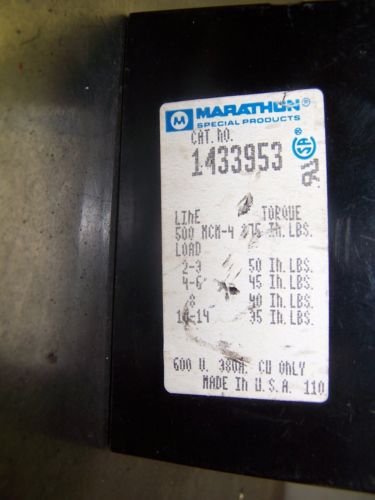 M MARATHON®
SPECIAL PRODUCTS
CAT. NO.
1433953
LINE TORQUE
500 MCM-4 375 In. LBS.
LOAD
2-3 50 In. LBS.
4-6 45 In. LBS.
8 40 In. LBS.
10-14 35 In. LBS.
600 V. 380A. CU ONLY
MADE In U.S.A. 110